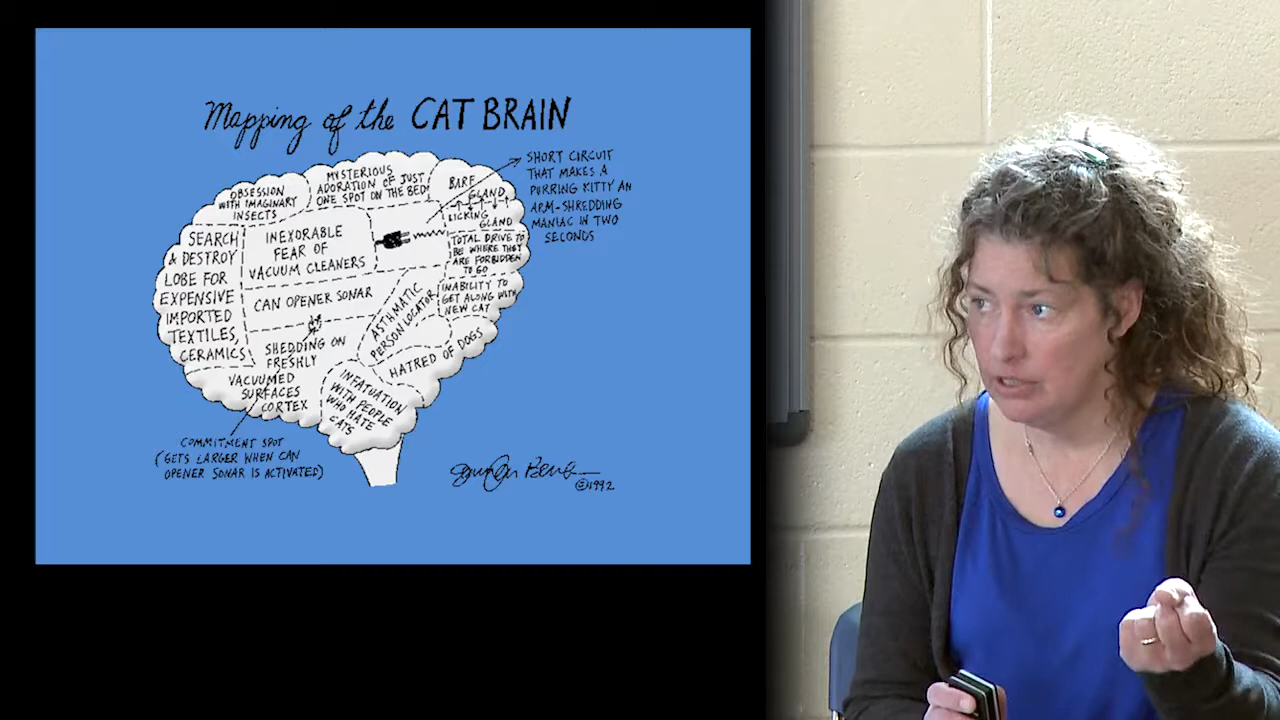 Mapping of the CAT BRAIN
OBSESSION
WITH IMAGINARY
INSECTS
MYSTERIOUS
ADORATION OF JUST
ONE SPOT ON THE BED!
BARF
GLAND
LICKING
GLAND
SHORT CIRCUIT
THAT MAKES A
PURRING KITTY AN
ARM-SHREDDING
MANIAC IN TWO
SECONDS
SEARCH
& DESTROY
LOBE FOR
EXPENSIVE
IMPORTED
TEXTILES,
CERAMICS
INEXORABLE
FEAR OF
VACUUM CLEANERS
TOTAL DRIVE TO
BE WHERE THEY
ARE FORBIDDEN
TO GO
CAN OPENER SONAR
ASTHMATIC
PERSON LOCATOR
INABILITY TO
GET ALONG WITH
NEW CAT
SHEDDING ON
FRESHLY
VACUUMED
SURFACES
CORTEX
HATRED OF DOGS
INFATUATION
WITH PEOPLE
WHO HATE
CATS
COMMITMENT SPOT
(GETS LARGER WHEN CAN
OPENER SONAR IS ACTIVATED)
©1992